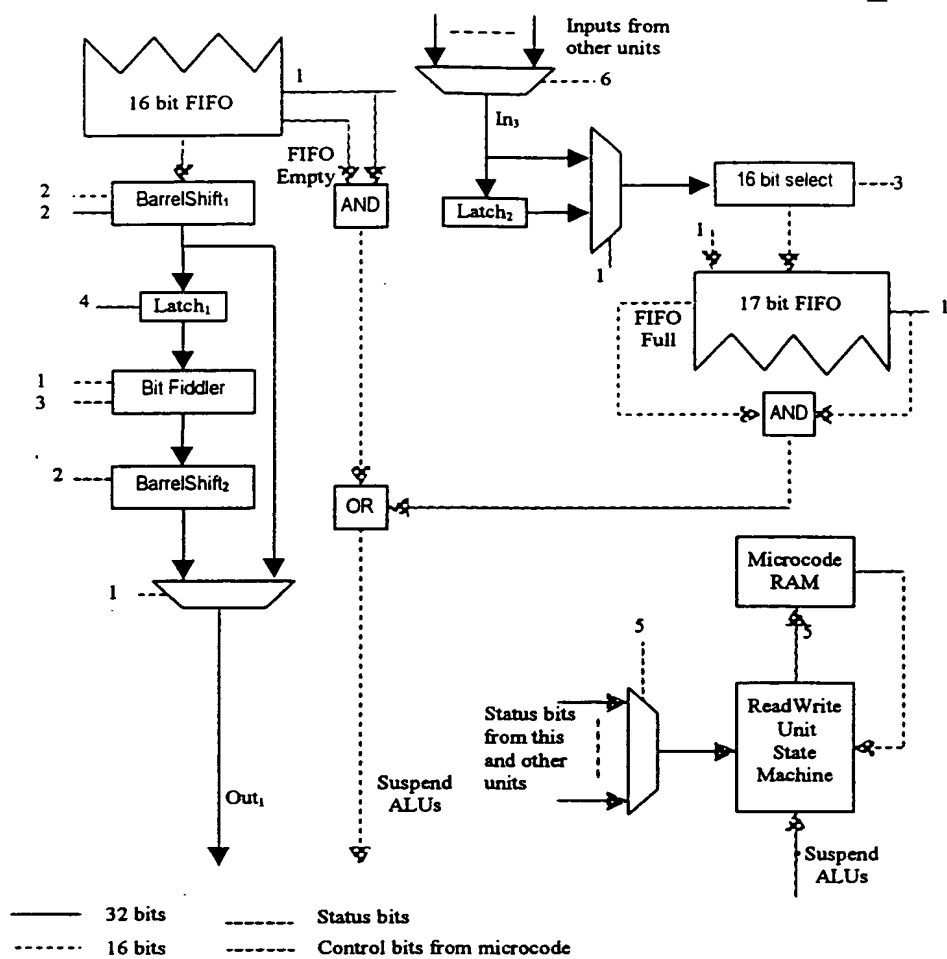 Inputs from
other units
6
16 bit FIFO
1
In₃
FIFO
Empty
AND
2
2
BarrelShift₁
Latch₂
1
16 bit select
3
1
4
Latch₁
FIFO
Full
17 bit FIFO
1
1
3
Bit Fiddler
AND
2
BarrelShift₂
OR
1
Microcode
RAM
5
5
Status bits
from this
and other
units
ReadWrite
Unit
State
Machine
Out₁
Suspend
ALUs
Suspend
ALUs
32 bits
Status bits
16 bits
Control bits from microcode